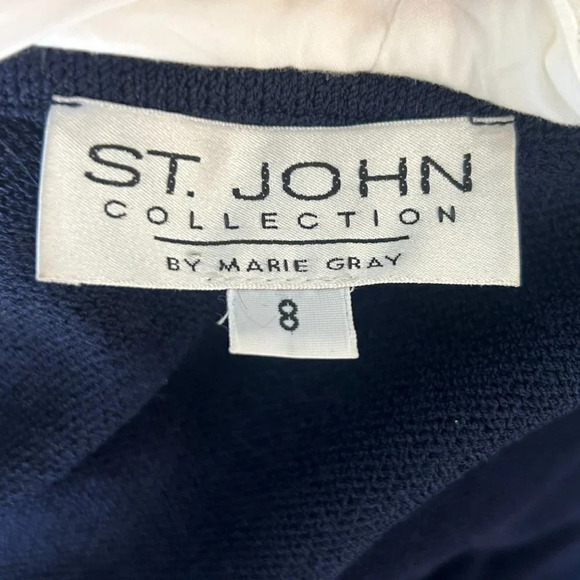 ST. JOHN
COLLECTION
BY MARIE GRAY
8